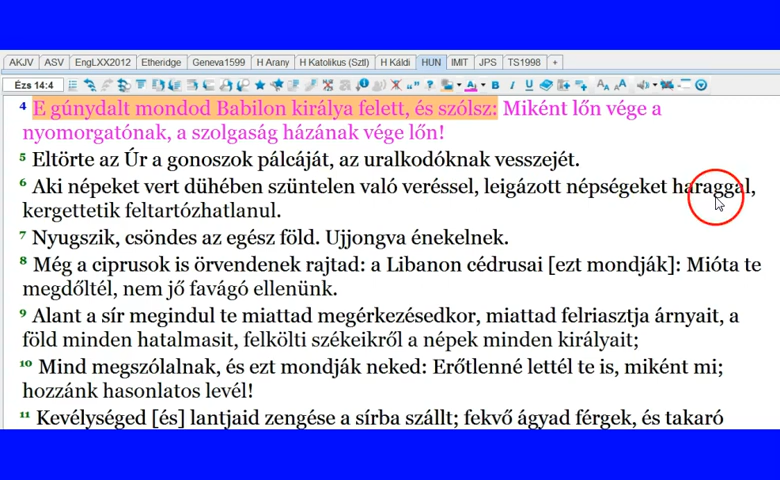 AKJV ASV EngLXX2012 Etheridge Geneva1599 H Arany H Katolikus (Sztl) H Káldi HUN IMIT JPS TS1998 +
Ézs 14:4
4 E gúnydalt mondod Babilon királya felett, és szólsz: Miként lőn vége a
nyomorgatónak, a szolgaság házának vége lőn!
5 Eltörte az Úr a gonoszok pálcáját, az uralkodóknak vesszejét.
6 Aki népeket vert dühében szüntelen való veréssel, leigázott népségeket haraggal,
kergettetik feltartózhatlanul.
7 Nyugszik, csöndes az egész föld. Ujjongva énekelnek.
8 Még a ciprusok is örvendenek rajtad: a Libanon cédrusai [ezt mondják]: Mióta te
megdőltél, nem jő favágó ellenünk.
9 Alant a sír megindul te miattad megérkezésedkor, miattad felriasztja árnyait, a
föld minden hatalmasit, felkölti székeikről a népek minden királyait;
10 Mind megszólalnak, és ezt mondják neked: Erőtlenné lettél te is, miként mi;
hozzánk hasonlatos levél!
11 Kevélységed [és] lantjaid zengése a sírba szállt; fekvő ágyad férgek, és takaró